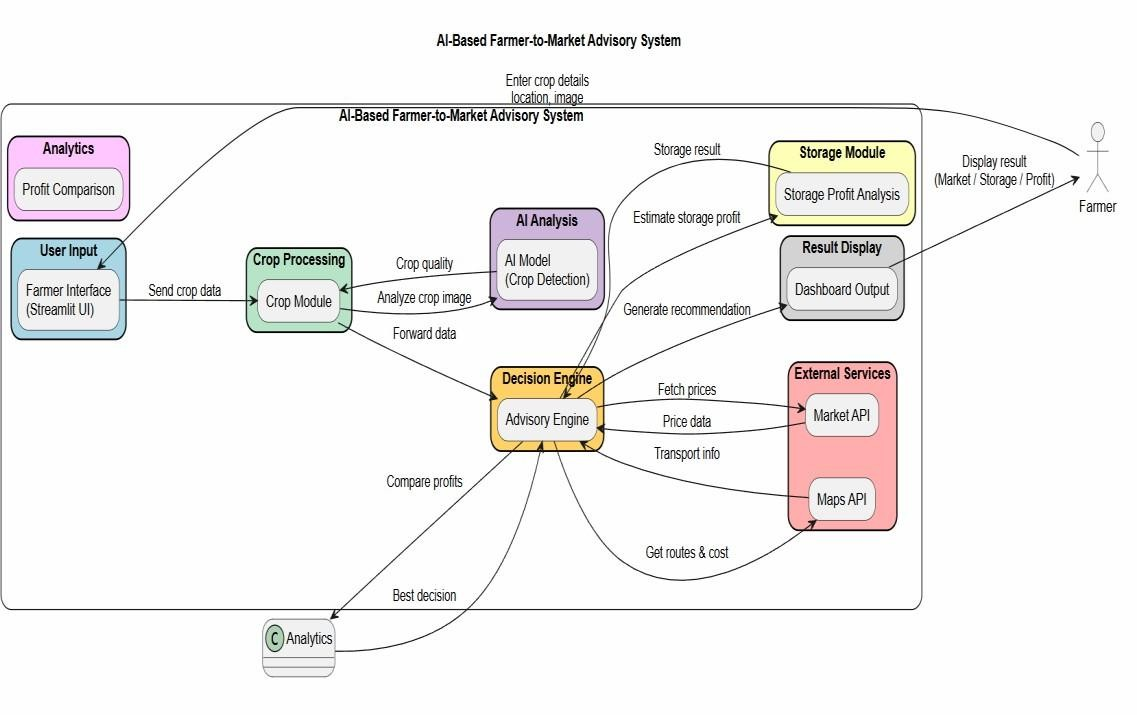 AI-Based Farmer-to-Market Advisory System
Enter crop details
location, image
AI-Based Farmer-to-Market Advisory System
Analytics
Profit Comparison
User Input
Farmer Interface
(Streamlit UI)
Send crop data
Crop Processing
Crop Module
Crop quality
Analyze crop image
Forward data
AI Analysis
AI Model
(Crop Detection)
Storage result
Estimate storage profit
Generate recommendation
Storage Module
Storage Profit Analysis
Result Display
Dashboard Output
Display result
(Market / Storage / Profit)
Farmer
Decision Engine
Advisory Engine
Fetch prices
Price data
Transport info
Get routes & cost
External Services
Market API
Maps API
Compare profits
Best decision
C Analytics